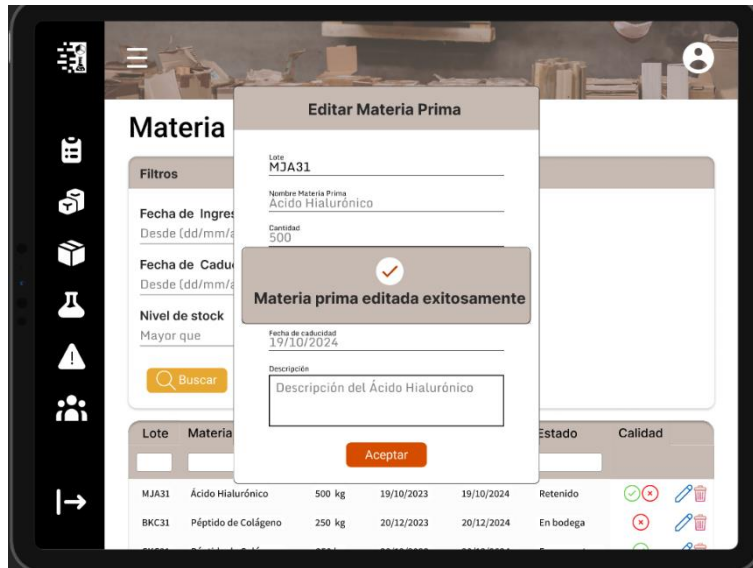 Materia
Filtros
Fecha de Ingres
Desde (dd/mm/a
Fecha de Cadu
Desde (dd/mm/a
Nivel de stock
Mayor que
Buscar
Editar Materia Prima
Lote
MJA31
Nombre Materia Prima
Acido Hialurónico
Cantidad
500
Materia prima editada exitosamente
Fecha de caducidad
19/10/2024
Descripción
Descripción del Ácido Hialurónico
Aceptar
Lote Materia Estado Calidad
MJA31 Ácido Hialurónico 500 kg 19/10/2023 19/10/2024 Retenido
BKC31 Péptido de Colágeno 250 kg 20/12/2023 20/12/2024 En bodega